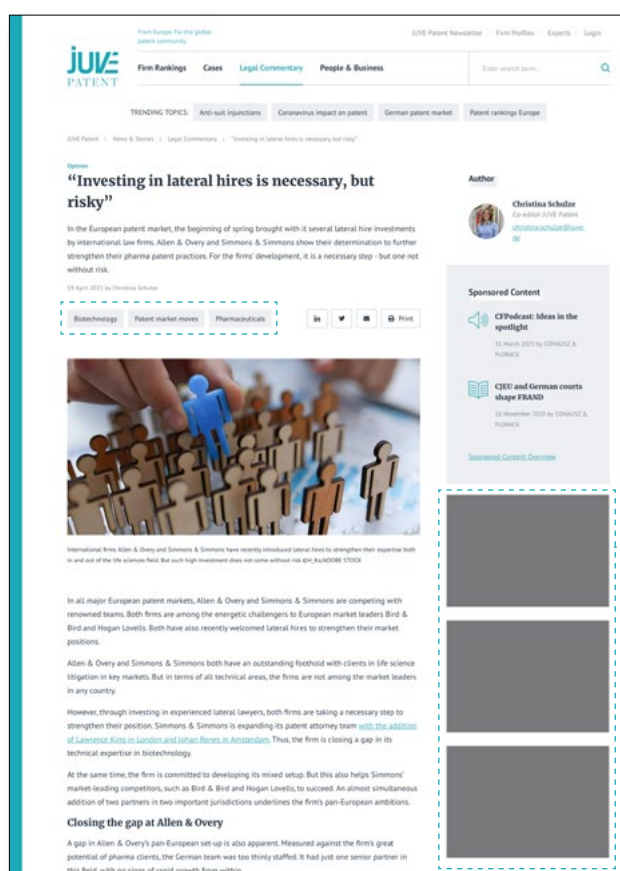 From Europe. For the global
patent community.
JUVE Patent Newsletter
Firm Profiles
Experts
Login
JUVE
PATENT
Firm Rankings
Cases
Legal Commentary
People & Business
Enter search term...
TRENDING TOPICS:
Anti-suit injunctions
Coronavirus impact on patent
German patent market
Patent rankings Europe
JUVE Patent › News & Stories › Legal Commentary › "Investing in lateral hires is necessary, but risky"
Opinion
“Investing in lateral hires is necessary, but
risky”
In the European patent market, the beginning of spring brought with it several lateral hire investments
by international law firms. Allen & Overy and Simmons & Simmons show their determination to further
strengthen their pharma patent practices. For the firms' development, it is a necessary step - but one not
without risk.
19 April 2021 by Christina Schulze
Biotechnology
Patent market moves
Pharmaceuticals
in
Print
Author
Christina Schulze
Co-editor JUVE Patent
christina.schulze@juve.
de
Sponsored Content
CFPodcast: Ideas in the
spotlight
31 March 2021 by COHAUSZ &
FLORACK
CJEU and German courts
shape FRAND
16 November 2020 by COHAUSZ &
FLORACK
Sponsored Content Overview
International firms Allen & Overy and Simmons & Simmons have recently introduced lateral hires to strengthen their expertise both
in and out of the life sciences field. But such high investment does not come without risk ©H_Ko/ADOBE STOCK
In all major European patent markets, Allen & Overy and Simmons & Simmons are competing with
renowned teams. Both firms are among the energetic challengers to European market leaders Bird &
Bird and Hogan Lovells. Both have also recently welcomed lateral hires to strengthen their market
positions.
Allen & Overy and Simmons & Simmons both have an outstanding foothold with clients in life science
litigation in key markets. But in terms of all technical areas, the firms are not among the market leaders
in any country.
However, through investing in experienced lateral lawyers, both firms are taking a necessary step to
strengthen their position. Simmons & Simmons is expanding its patent attorney team with the addition
of Lawrence King in London and Johan Renes in Amsterdam. Thus, the firm is closing a gap in its
technical expertise in biotechnology.
At the same time, the firm is committed to developing its mixed setup. But this also helps Simmons'
market-leading competitors, such as Bird & Bird and Hogan Lovells, to succeed. An almost simultaneous
addition of two partners in two important jurisdictions underlines the firm's pan-European ambitions.
Closing the gap at Allen & Overy
A gap in Allen & Overy's pan-European set-up is also apparent. Measured against the firm's great
potential of pharma clients, the German team was too thinly staffed. It had just one senior partner in
this field, with no signs of rapid growth from within.